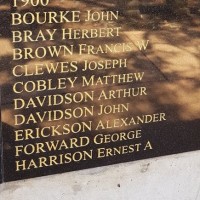 1900
BOURKE JOHN
BRAY HERBERT
BROWN FRANCIS W
CLEWES JOSEPH
COBLEY MATTHEW
DAVIDSON ARTHUR
DAVIDSON JOHN
ERICKSON ALEXANDER
FORWARD GEORGE
HARRISON ERNEST A